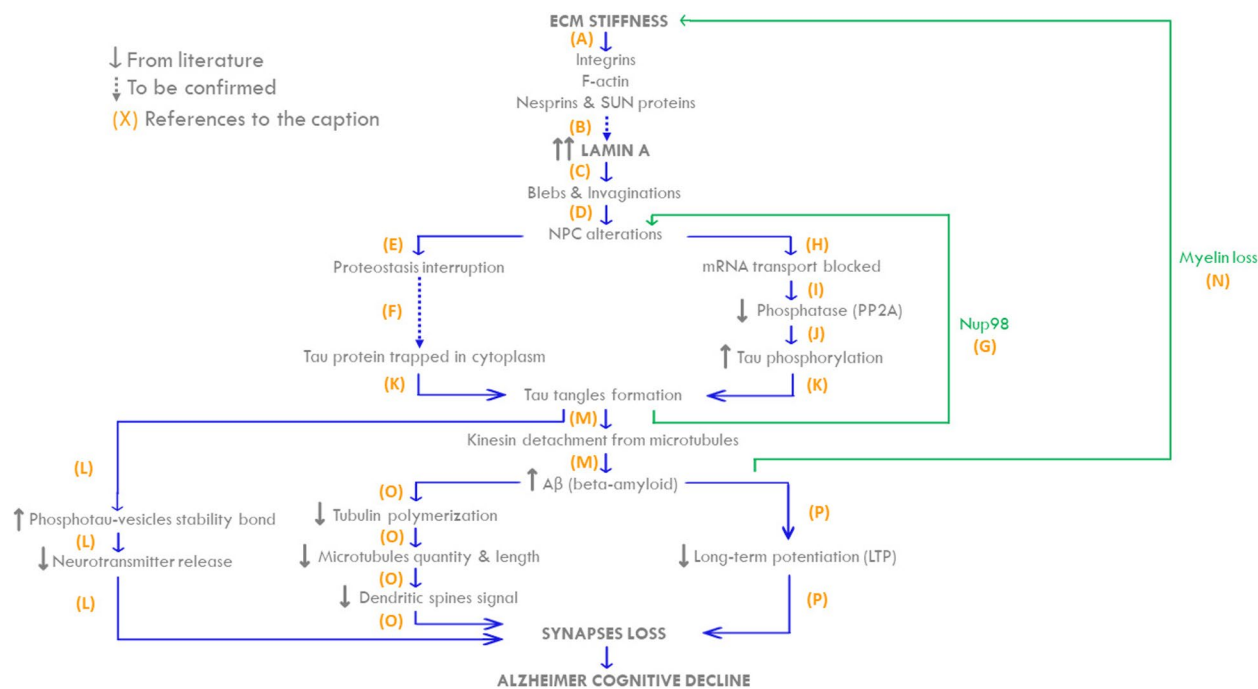 ECM STIFFNESS
(A)
Integrins
F-actin
Nesprins & SUN proteins
From literature
To be confirmed
(X) References to the caption
(B)
LAMIN A
(C)
Blebs & Invaginations
(D)
NPC alterations
(E)
(H)
Proteostasis interruption
mRNA transport blocked
Myelin loss
(N)
(I)
(F)
Phosphatase (PP2A)
(J)
Nup98
(G)
Tau protein trapped in cytoplasm
Tau phosphorylation
(K)
(K)
Tau tangles formation
(M)
Kinesin detachment from microtubules
(L)
(M)
Aβ (beta-amyloid)
(O)
(P)
Phosphotau-vesicles stability bond
Tubulin polymerization
(L)
(O)
Neurotransmitter release
Microtubules quantity & length
Long-term potentiation (LTP)
(O)
(L)
Dendritic spines signal
(P)
(O)
SYNAPSES LOSS
ALZHEIMER COGNITIVE DECLINE